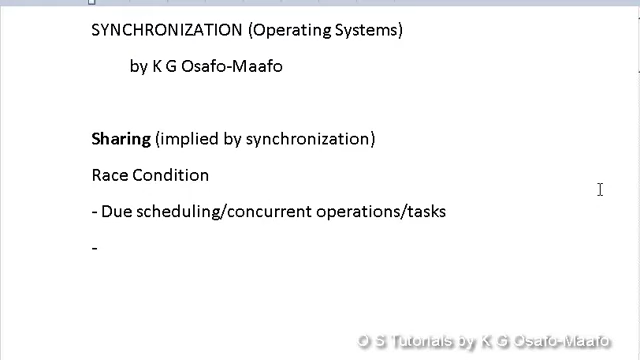 SYNCHRONIZATION (Operating Systems)
by K G Osafo-Maafo
Sharing (implied by synchronization)
Race Condition
- Due scheduling/concurrent operations/tasks
-
O S Tutorials by K G Osafo-Maafo